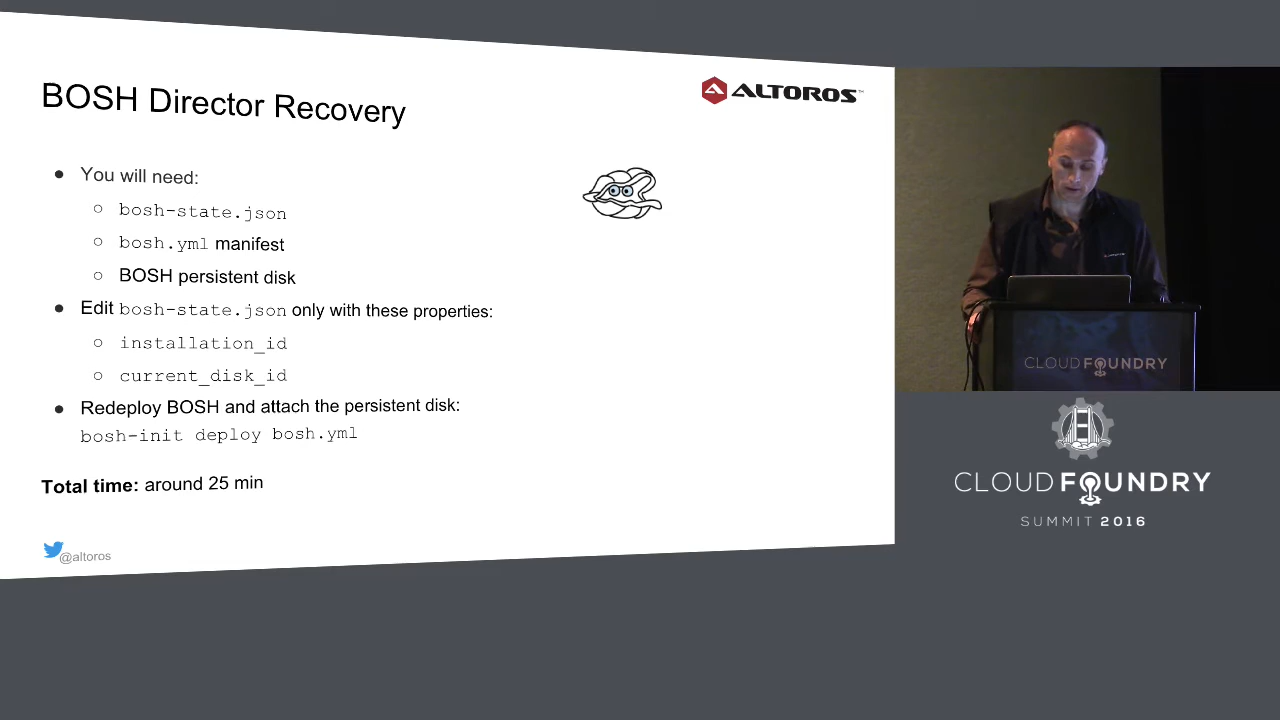 BOSH Director Recovery
ALTOROS
● You will need:
○ bosh-state.json
○ bosh.yml manifest
○ BOSH persistent disk
● Edit bosh-state.json only with these properties:
○ installation_id
○ current_disk_id
● Redeploy BOSH and attach the persistent disk:
bosh-init deploy bosh.yml
Total time: around 25 min
@altoros
CLOUD FOUNDRY
CLOUD FOUNDRY
SUMMIT 2016